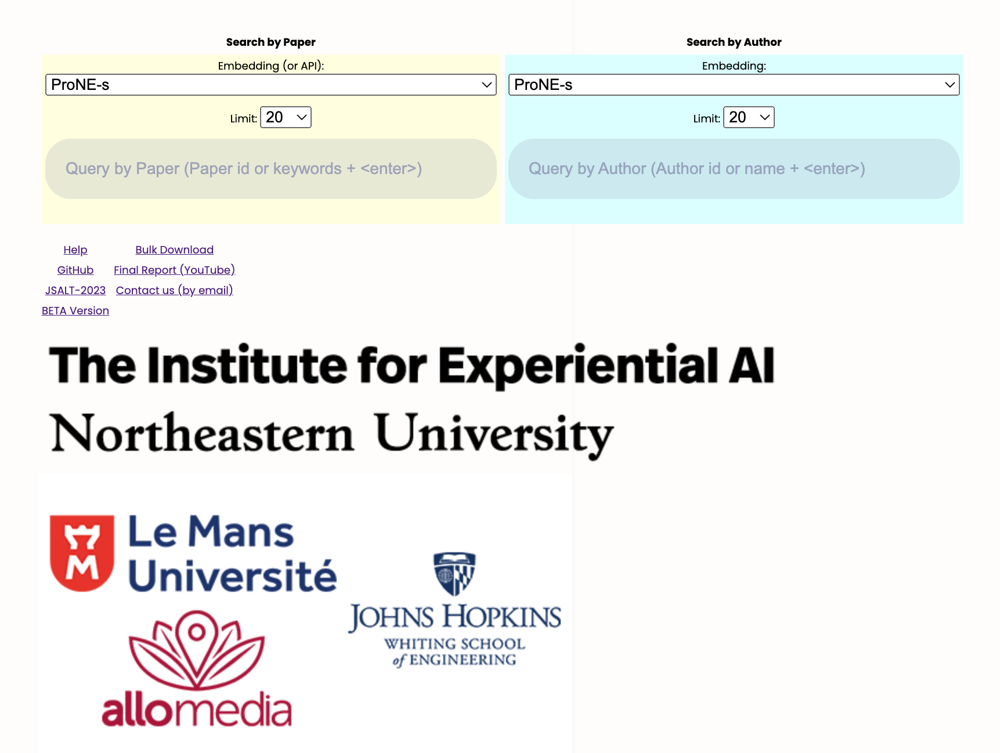 Search by Paper
Embedding (or API):
ProNE-s
Limit: 20
Query by Paper (Paper id or keywords + <enter>)
Search by Author
Embedding:
ProNE-s
Limit: 20
Query by Author (Author id or name + <enter>)
Help Bulk Download
GitHub Final Report (YouTube)
JSALT-2023 Contact us (by email)
BETA Version
The Institute for Experiential AI
Northeastern University
Le Mans
Université
allomedia
JOHNS HOPKINS
WHITING SCHOOL
of ENGINEERING